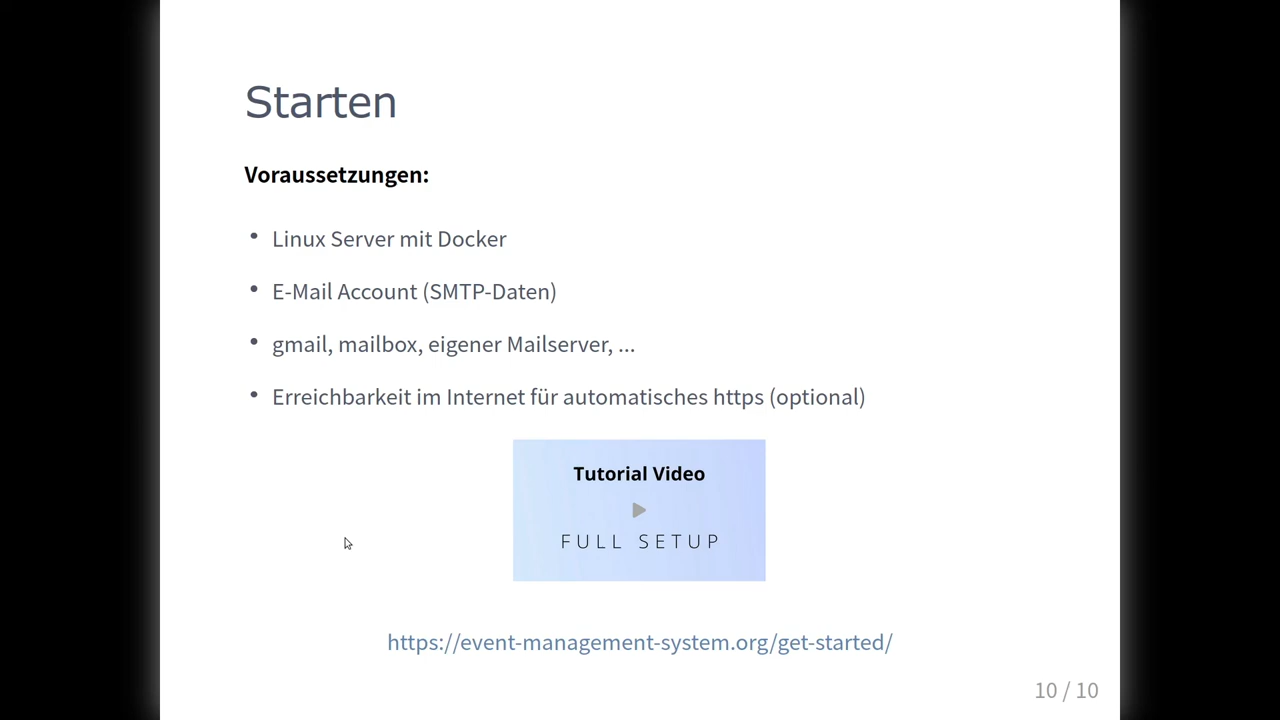 Starten
Voraussetzungen:
• Linux Server mit Docker
• E-Mail Account (SMTP-Daten)
• gmail, mailbox, eigener Mailserver, ...
• Erreichbarkeit im Internet für automatisches https (optional)
Tutorial Video
FULL SETUP
https://event-management-system.org/get-started/
10 / 10